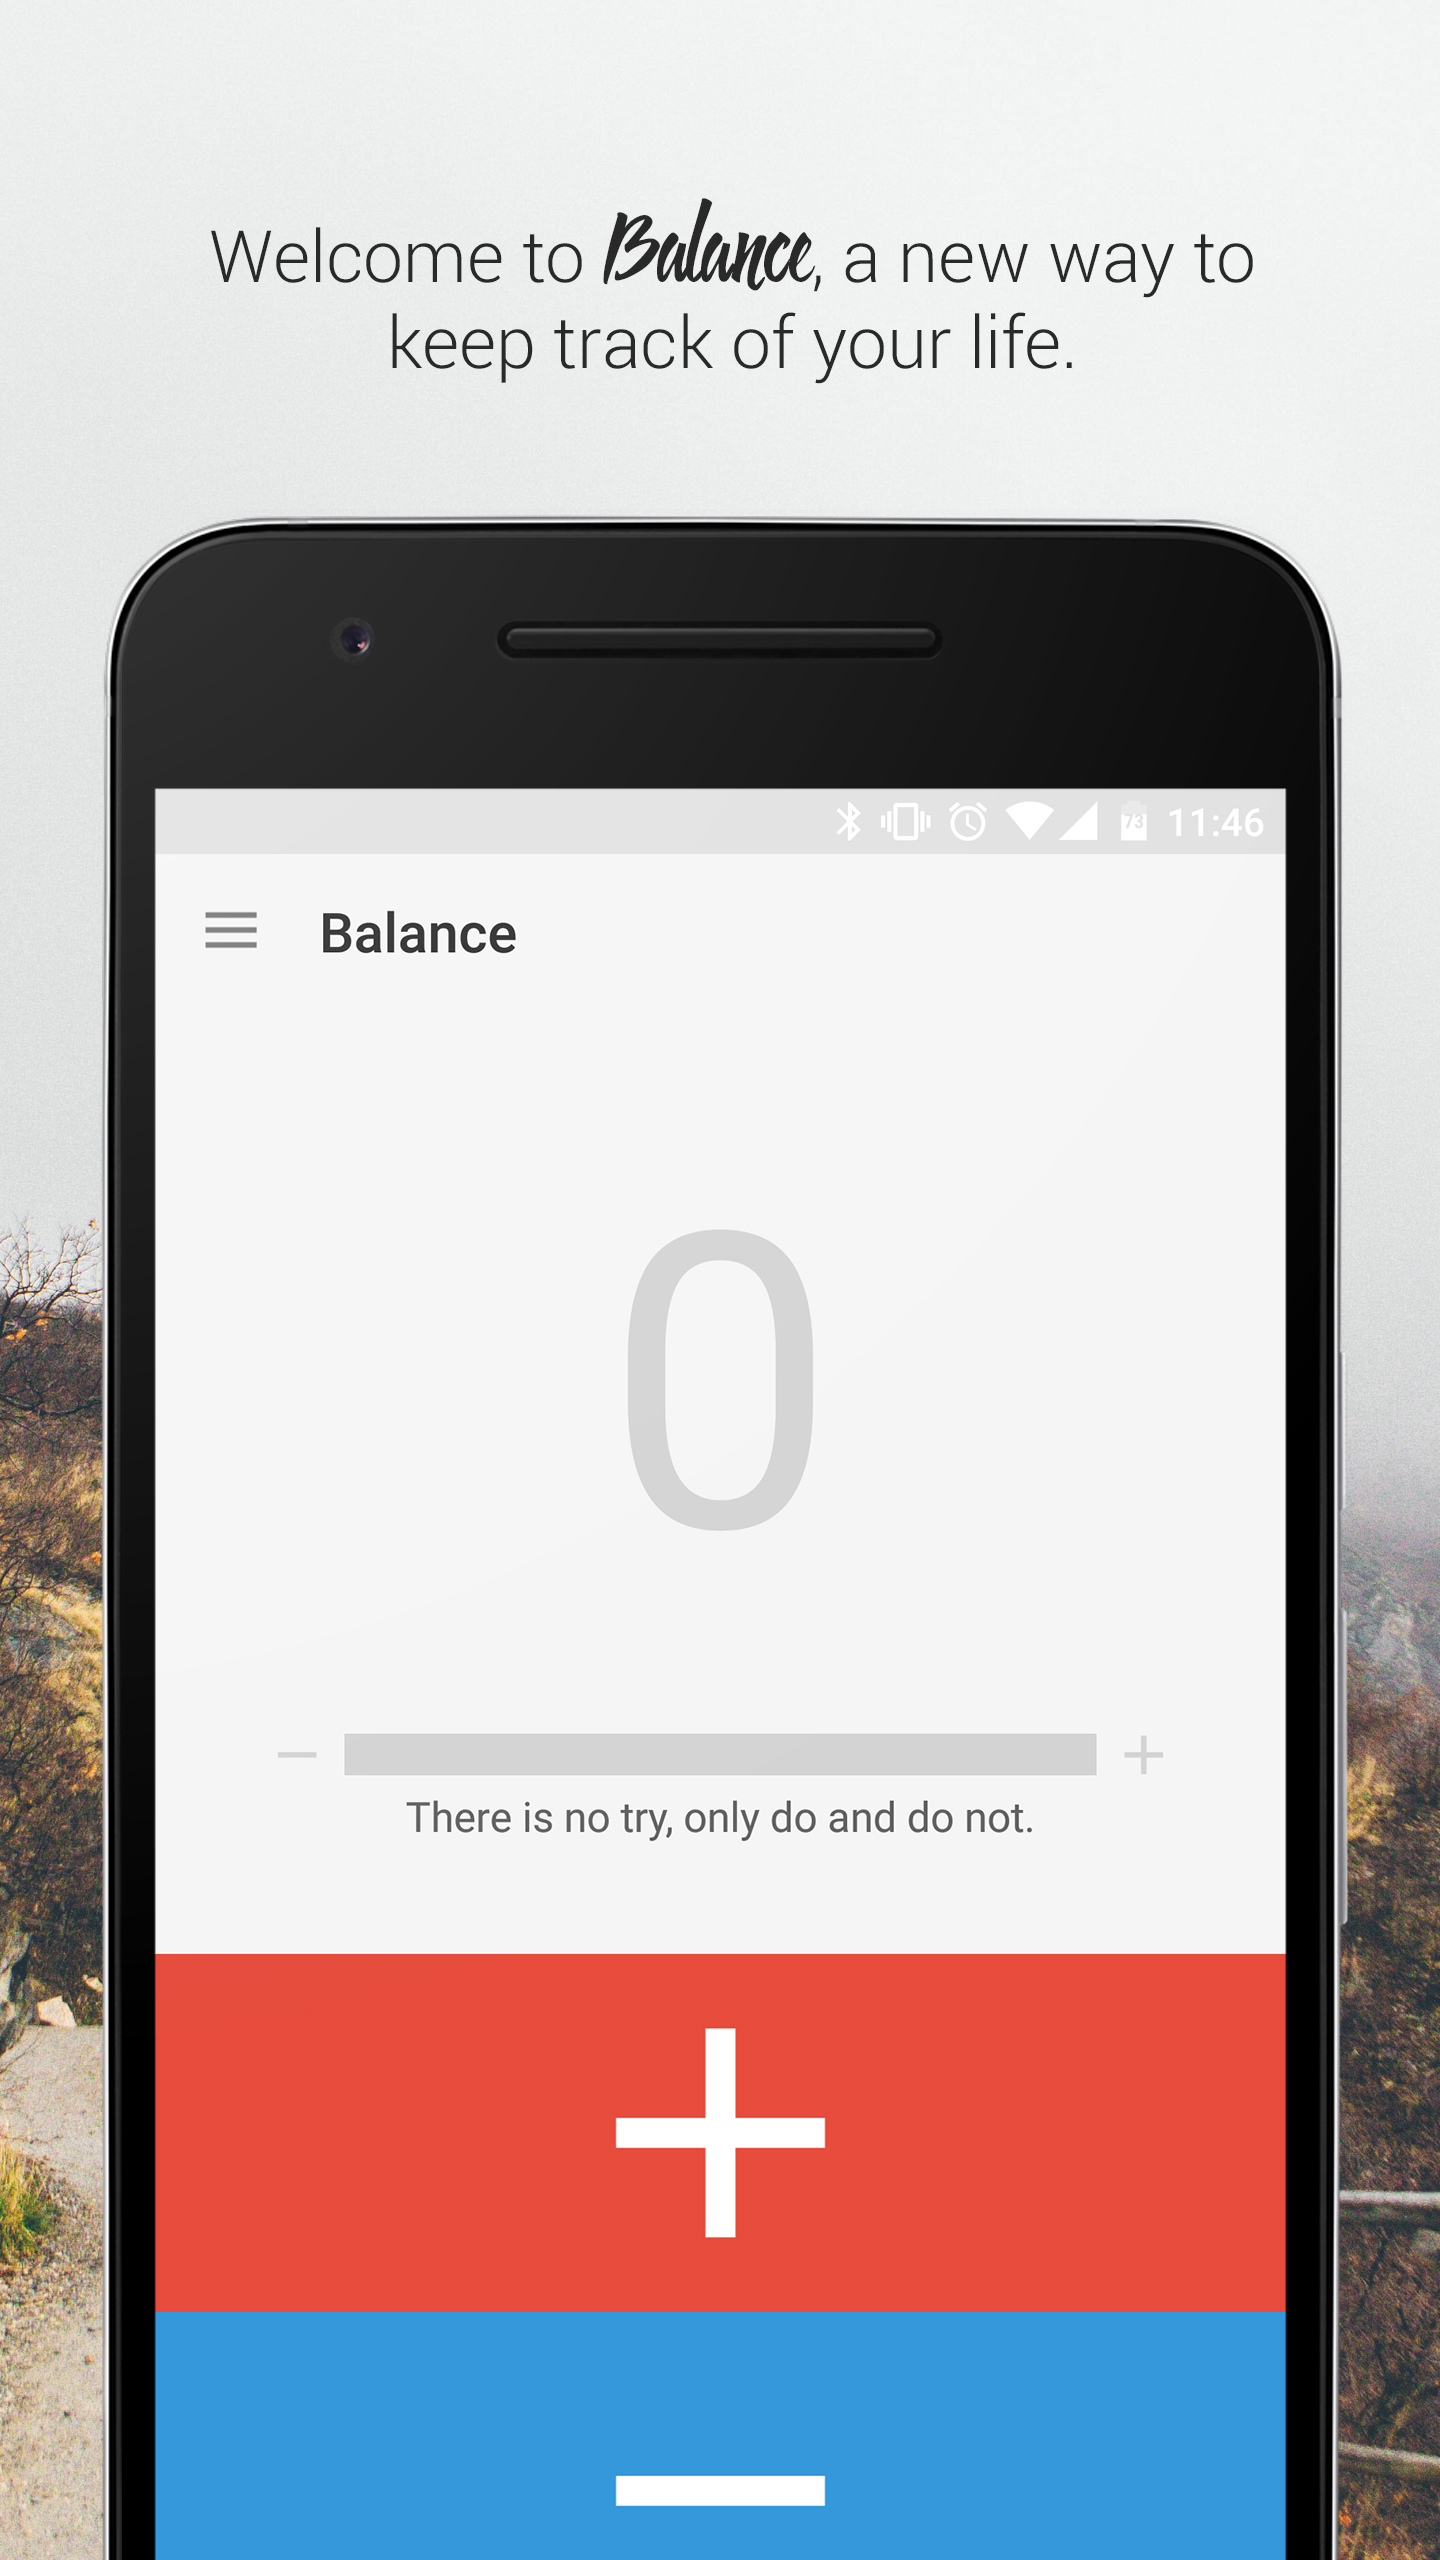 Welcome to Balance, a new way to
keep track of your life.
73 11:46
Balance
0
− +
There is no try, only do and do not.
+
−